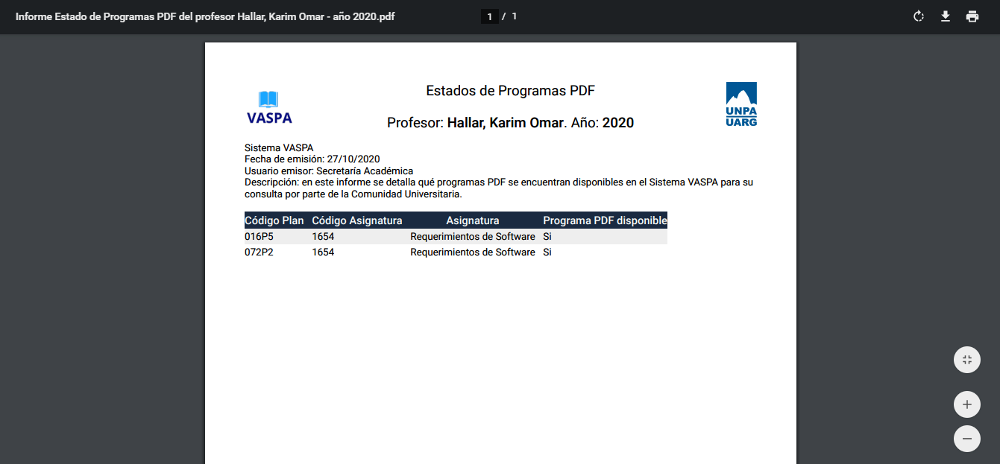 Informe Estado de Programas PDF del profesor Hallar, Karim Omar - año 2020.pdf
1 / 1
Estados de Programas PDF
VASPA
Profesor: Hallar, Karim Omar. Año: 2020
UNPA
UARG
Sistema VASPA
Fecha de emisión: 27/10/2020
Usuario emisor: Secretaría Académica
Descripción: en este informe se detalla qué programas PDF se encuentran disponibles en el Sistema VASPA para su
consulta por parte de la Comunidad Universitaria.
Código Plan Código Asignatura Asignatura Programa PDF disponible
016P5 1654 Requerimientos de Software Si
072P2 1654 Requerimientos de Software Si